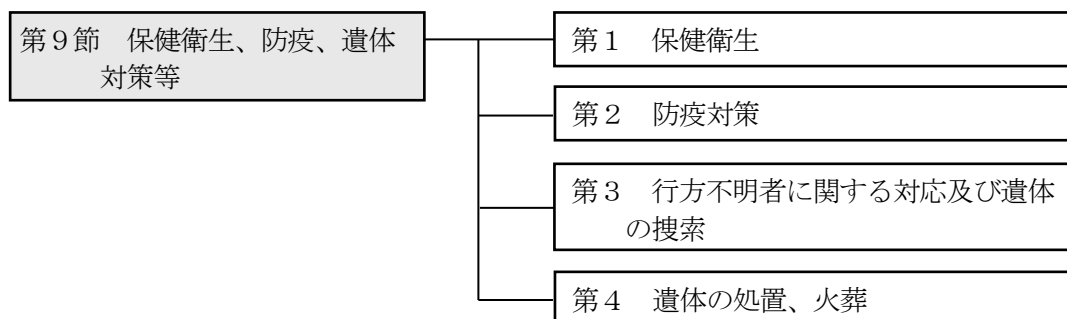 第９節　保健衛生、防疫、遺体
対策等
第１　保健衛生
第２　防疫対策
第３　行方不明者に関する対応及び遺体
の捜索
第４　遺体の処置、火葬